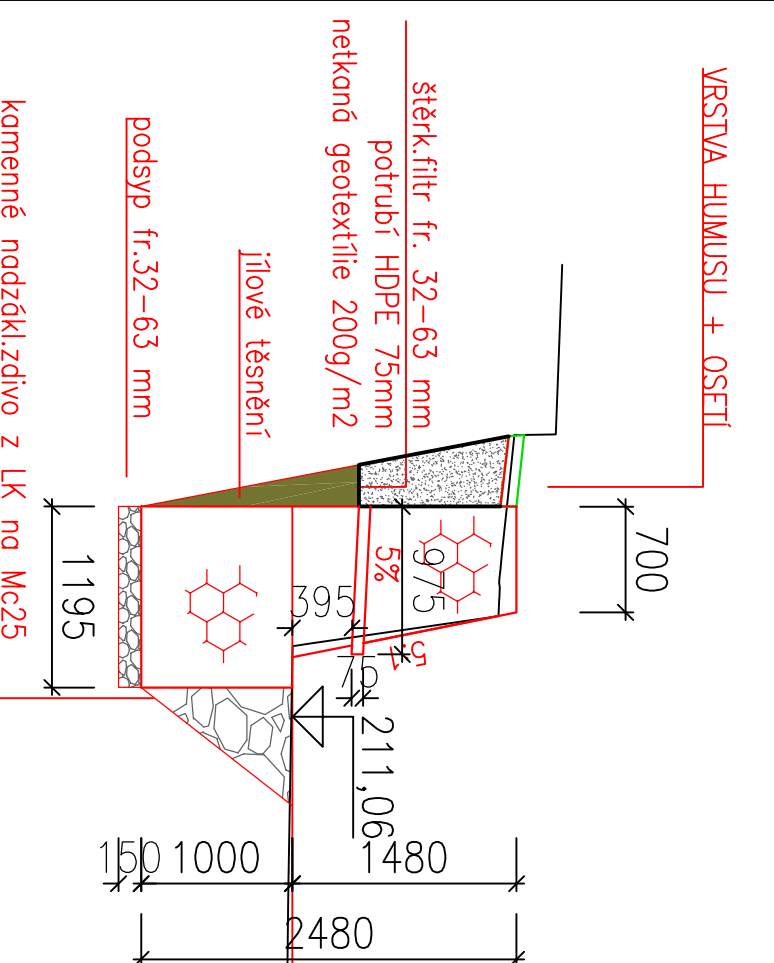 VRSTVA HUMUSU + OSETÍ
štěrk.filtr fr. 32-63 mm
potrubí HDPE 75mm
netkaná geotextílie 200g/m2
jílové těsnění
podsyp fr.32-63 mm
kamenné nadzákl.zdivo z LK na Mc25
700
975
5%
5:1
395
75
211,06
1195
150
1000
1480
2480